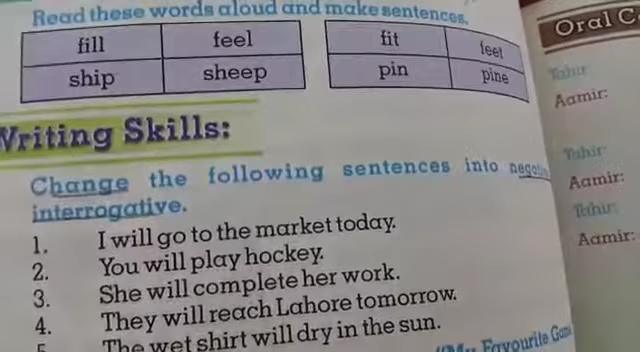 Read these words aloud and make sentences.
fill feel fit feet
ship sheep pin pine
Writing Skills:
Oral C
Tahir:
Aamir:
Tahir:
Aamir:
Tahir:
Aamir:
Change the following sentences into
interrogative.
1. I will go to the market today.
2. You will play hockey.
3. She will complete her work.
4. They will reach Lahore tomorrow.
5. The wet shirt will dry in the sun.
"My Favourite Game